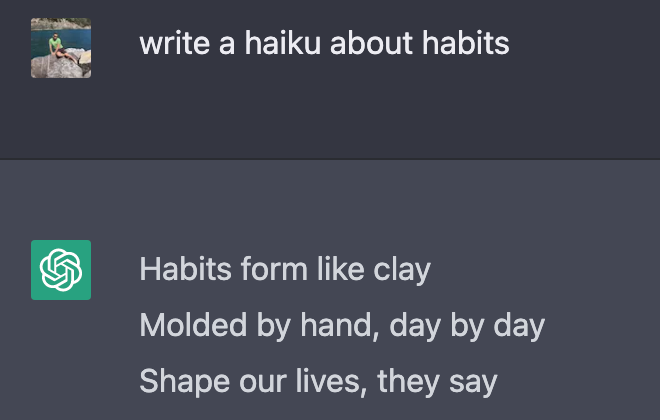 write a haiku about habits
Habits form like clay
Molded by hand, day by day
Shape our lives, they say